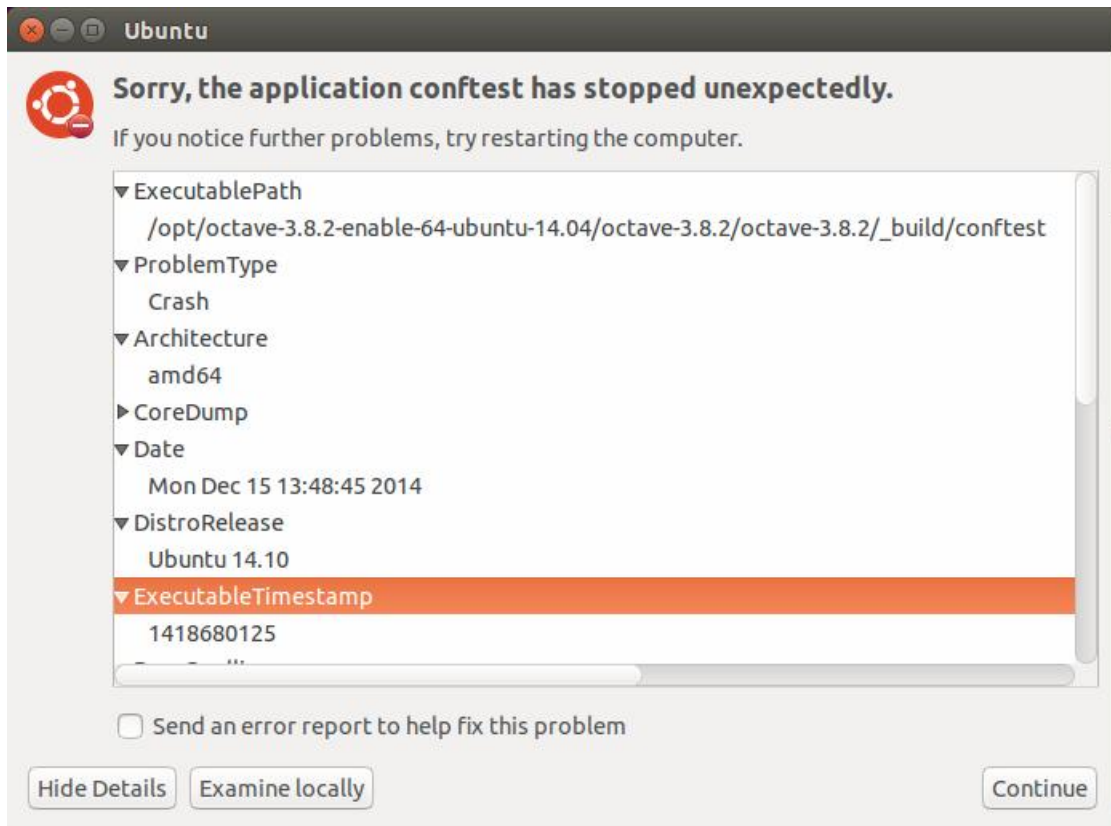 Ubuntu
Sorry, the application conftest has stopped unexpectedly.
If you notice further problems, try restarting the computer.
ExecutablePath
/opt/octave-3.8.2-enable-64-ubuntu-14.04/octave-3.8.2/octave-3.8.2/_build/conftest
ProblemType
Crash
Architecture
amd64
CoreDump
Date
Mon Dec 15 13:48:45 2014
DistroRelease
Ubuntu 14.10
ExecutableTimestamp
1418680125
Send an error report to help fix this problem
Hide Details Examine locally Continue